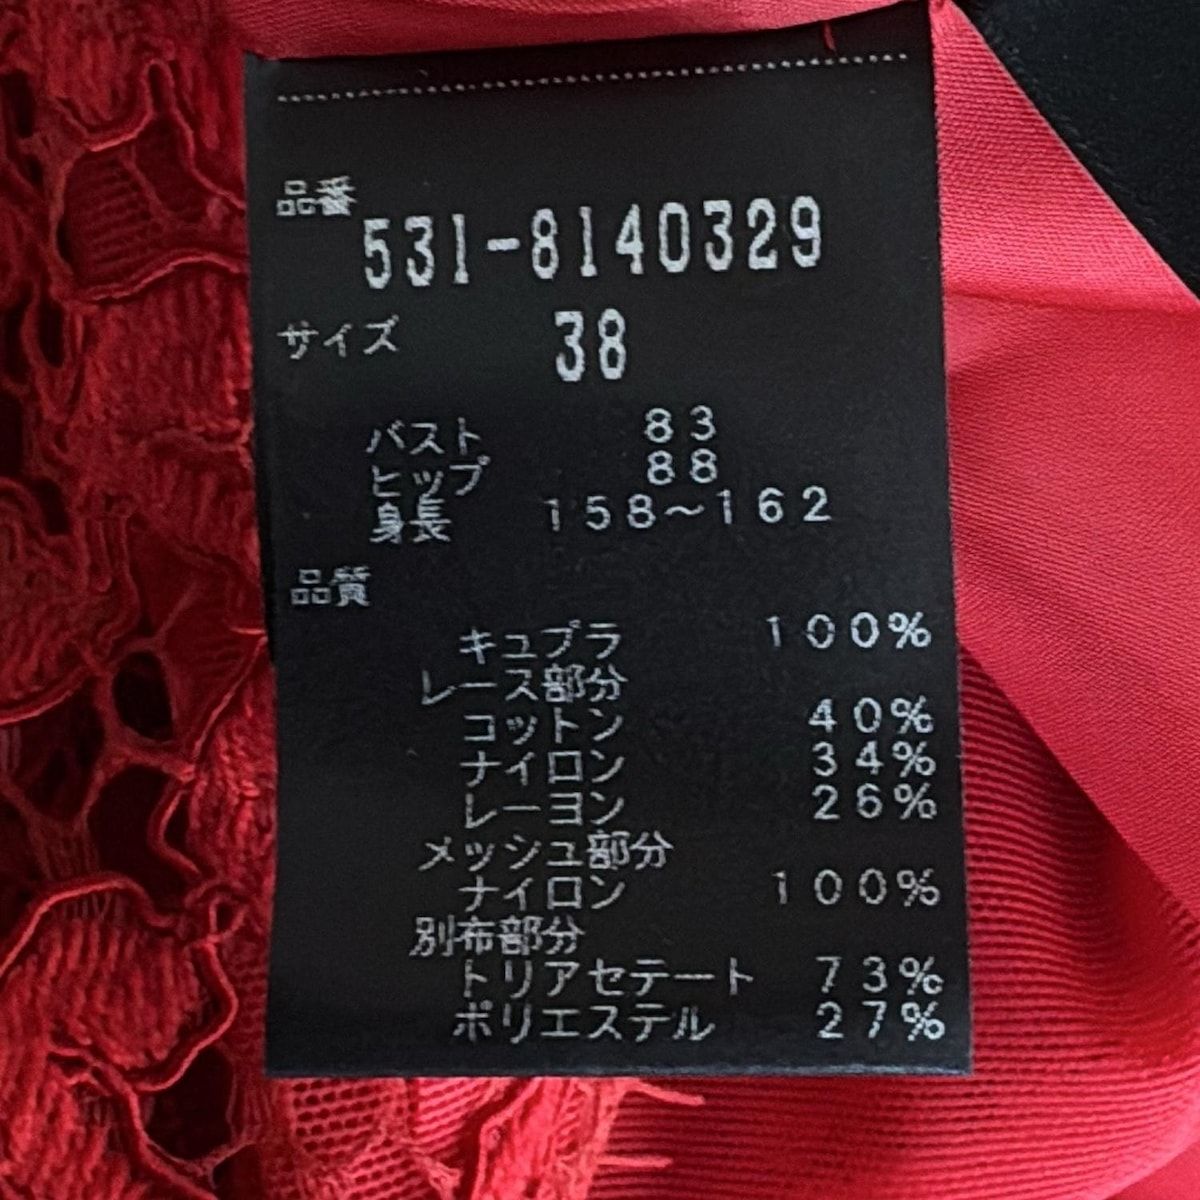 品番
531-8140329
サイズ 38
バスト 83
ヒップ 88
身長 158~162
品質
キュプラ 100%
レース部分
コットン 40%
ナイロン 34%
レーヨン 26%
メッシュ部分
ナイロン 100%
別布部分
トリアセテート 73%
ポリエステル 27%